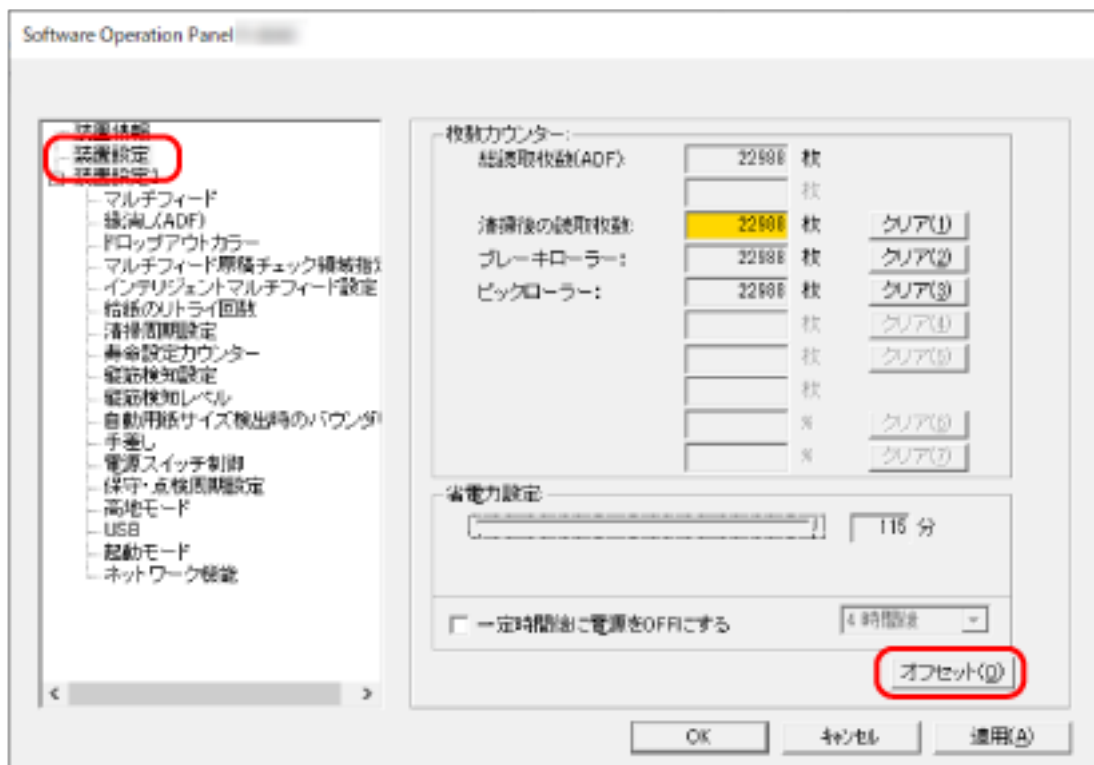 Software Operation Panel
装置情報
装置設定
装置設定1
マルチフィード
縁消し(ADF)
ドロップアウトカラー
マルチフィード原稿チェック領域指定
インテリジェントマルチフィード設定
給紙のリトライ回数
清掃周期設定
寿命設定カウンター
縦筋検知設定
縦筋検知レベル
自動用紙サイズ検出時のバウンダリ
手差し
電源スイッチ制御
保守・点検周期設定
高地モード
USB
起動モード
ネットワーク機能
枚数カウンター:
総読取枚数(ADF): 22988 枚
枚
清掃後の読取枚数: 22988 枚 クリア(1)
ブレーキローラー: 22988 枚 クリア(2)
ピックローラー: 22988 枚 クリア(3)
枚 クリア(4)
枚 クリア(5)
枚
% クリア(6)
% クリア(7)
省電力設定:
115 分
一定時間後に電源をOFFにする 4 時間後
オフセット(O)
OK キャンセル 適用(A)